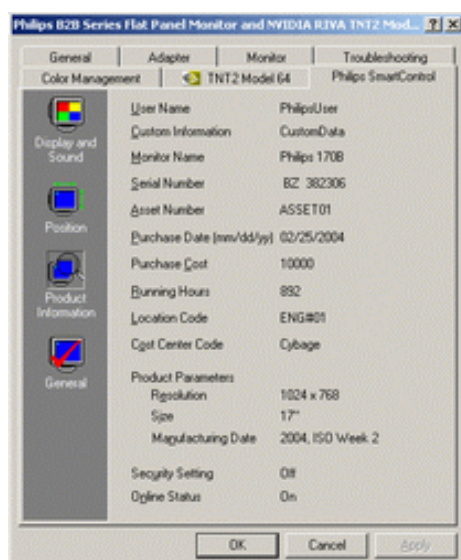 Philips B2B Series Flat Panel Monitor and NVIDIA RIVA TNT2 Mod... ? X
General Adapter Monitor Troubleshooting
Color Management TNT2 Model 64 Philips SmartControl
Display and Sound
Position
Product Information
General
User Name PhilipsUser
Custom Information CustomData
Monitor Name Philips 170B
Serial Number BZ 382306
Asset Number ASSET01
Purchase Date (mm/dd/yy) 02/25/2004
Purchase Cost 10000
Running Hours 892
Location Code ENG#01
Cost Center Code Cybage
Product Parameters
Resolution 1024 x 768
Size 17"
Manufacturing Date 2004, ISO Week 2
Security Setting Off
Online Status On
OK Cancel Apply